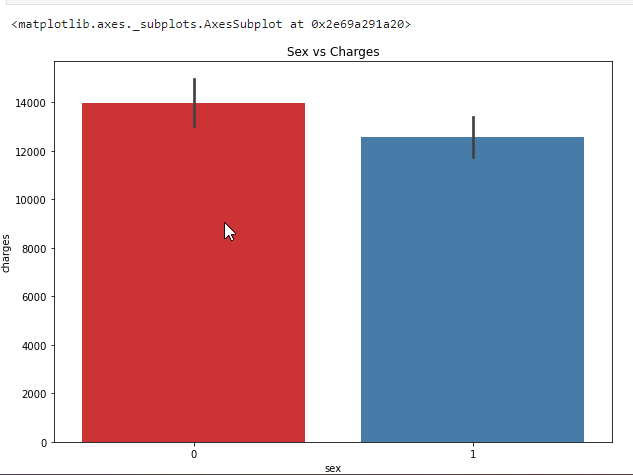 <matplotlib.axes._subplots.AxesSubplot at 0x2e69a291a20>
Sex vs Charges
14000
12000
10000
8000
6000
4000
2000
0
charges
0 1
sex